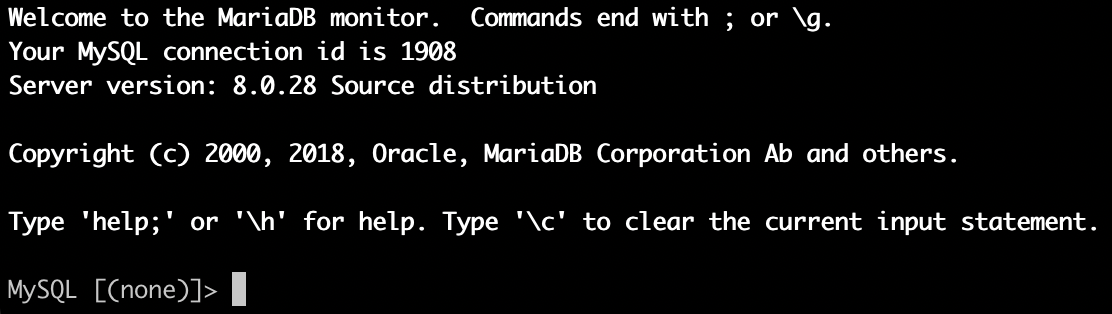 Welcome to the MariaDB monitor.  Commands end with ; or \g.
Your MySQL connection id is 1908
Server version: 8.0.28 Source distribution
Copyright (c) 2000, 2018, Oracle, MariaDB Corporation Ab and others.
Type 'help;' or '\h' for help. Type '\c' to clear the current input statement.
MySQL [(none)]>